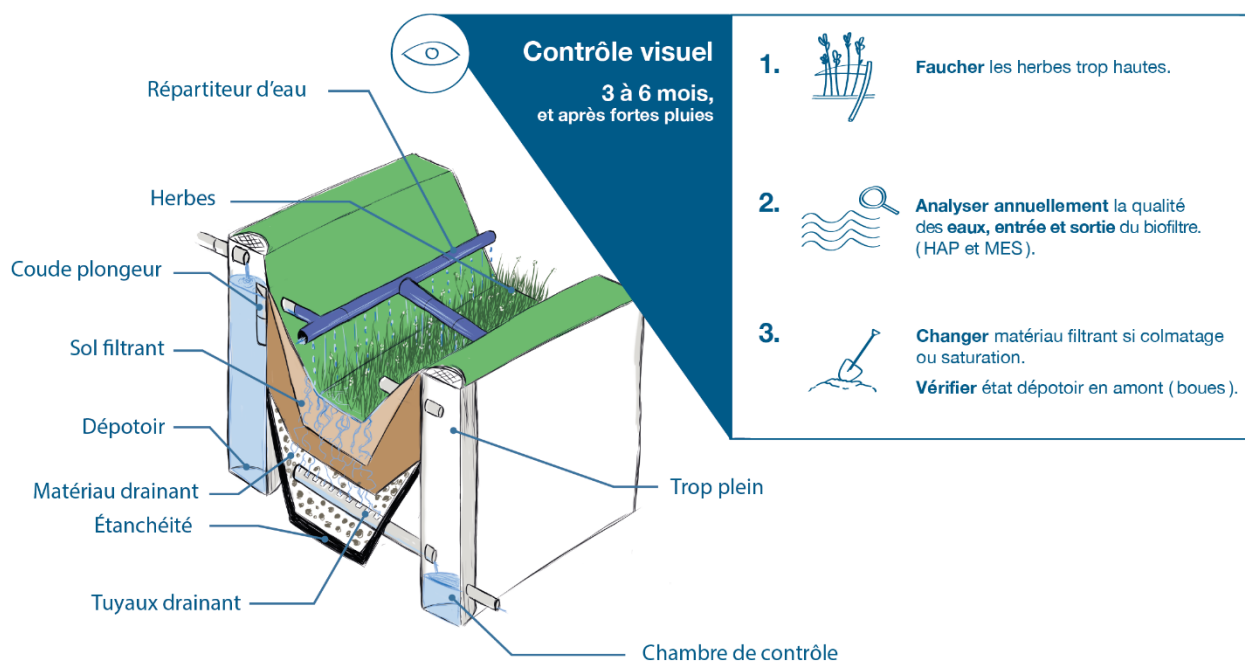 Contrôle visuel
3 à 6 mois,
et après fortes pluies
1.
Faucher les herbes trop hautes.
2.
Analyser annuellement la qualité
des eaux, entrée et sortie du biofiltre.
(HAP et MES).
3.
Changer matériau filtrant si colmatage
ou saturation.
Vérifier état dépotoir en amont (boues).
Répartiteur d'eau
Herbes
Coude plongeur
Sol filtrant
Dépotoir
Matériau drainant
Étanchéité
Tuyaux drainant
Trop plein
Chambre de contrôle